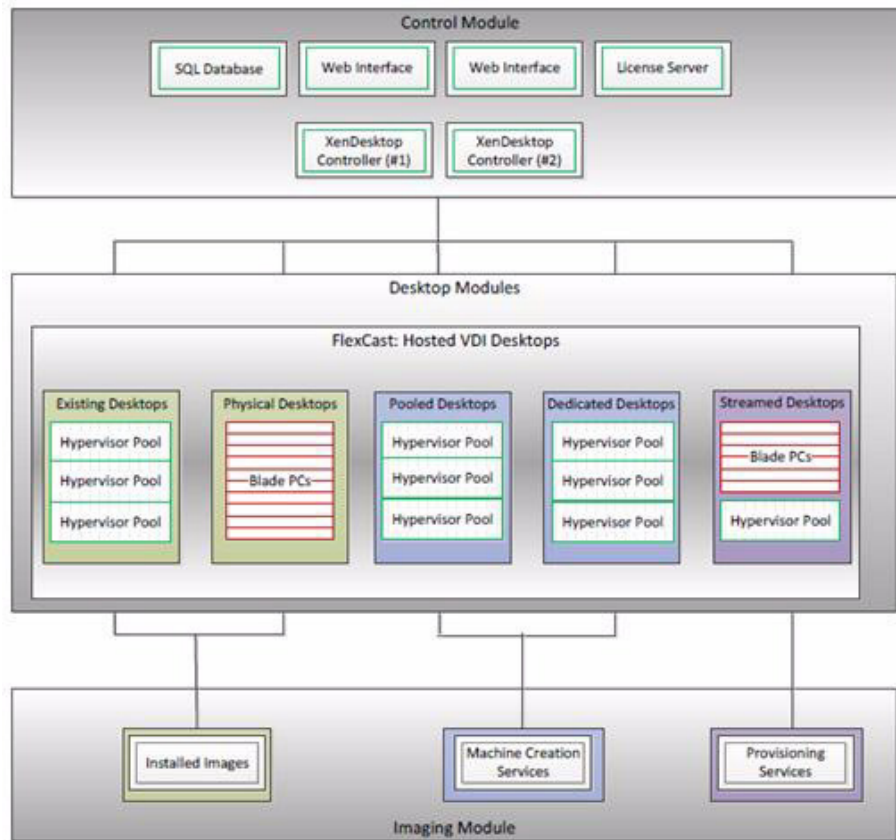 Control Module
SQL Database
Web Interface
Web Interface
License Server
XenDesktop
Controller (#1)
XenDesktop
Controller (#2)
Desktop Modules
FlexCast: Hosted VDI Desktops
Existing Desktops
Hypervisor Pool
Hypervisor Pool
Hypervisor Pool
Physical Desktops
Blade PCs
Pooled Desktops
Hypervisor Pool
Hypervisor Pool
Hypervisor Pool
Dedicated Desktops
Hypervisor Pool
Hypervisor Pool
Hypervisor Pool
Streamed Desktops
Blade PCs
Hypervisor Pool
Installed Images
Machine Creation
Services
Provisioning
Services
Imaging Module